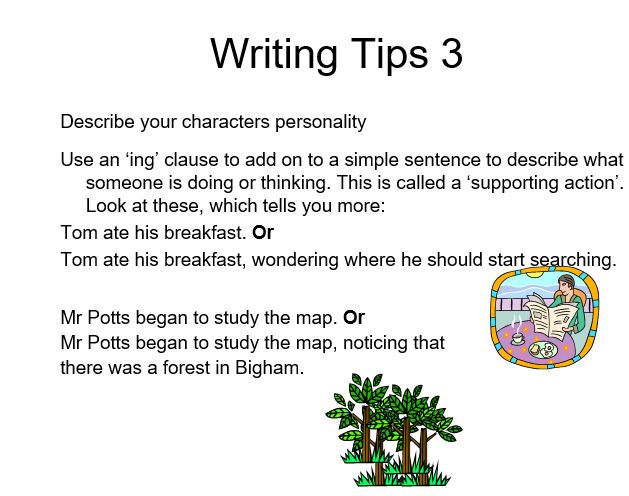 Writing Tips 3
Describe your characters personality
Use an ‘ing’ clause to add on to a simple sentence to describe what
someone is doing or thinking. This is called a ‘supporting action’.
Look at these, which tells you more:
Tom ate his breakfast. Or
Tom ate his breakfast, wondering where he should start searching.
Mr Potts began to study the map. Or
Mr Potts began to study the map, noticing that
there was a forest in Bigham.